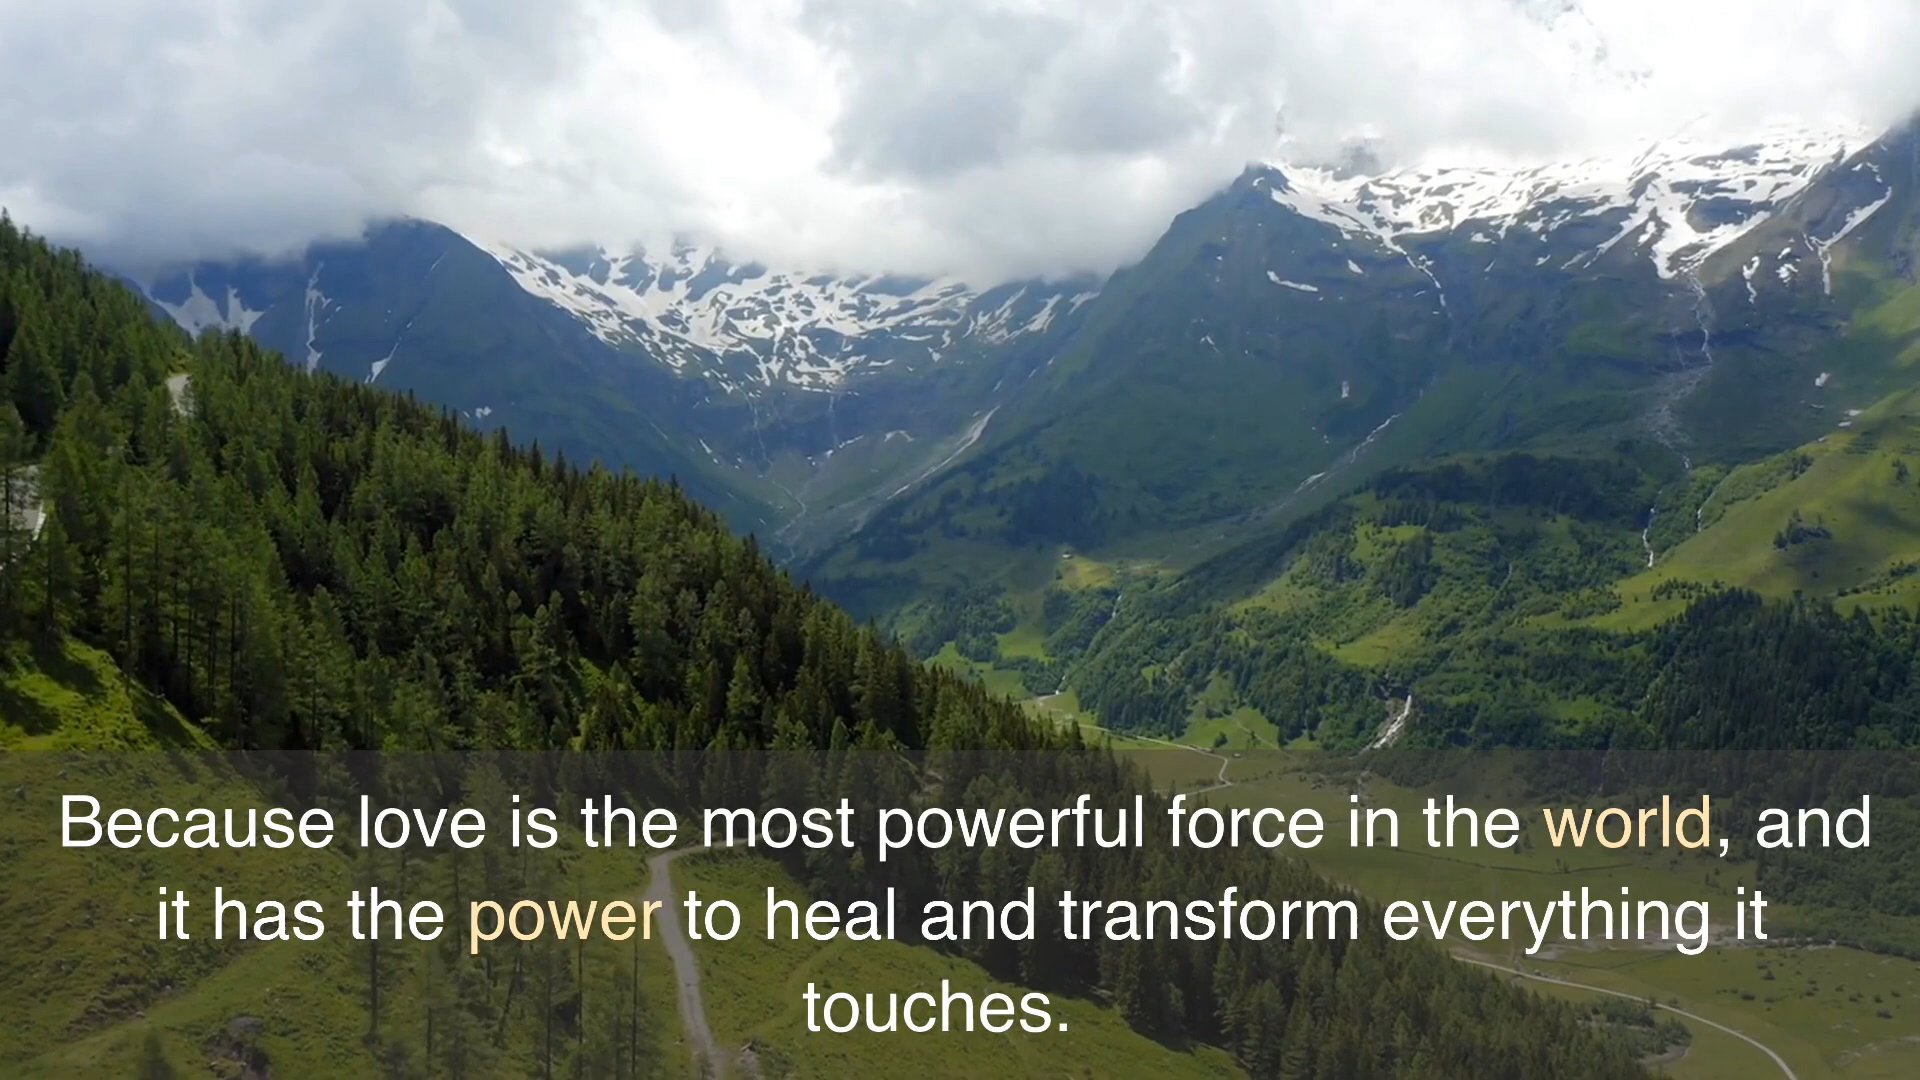 Because love is the most powerful force in the world, and
it has the power to heal and transform everything it
touches.